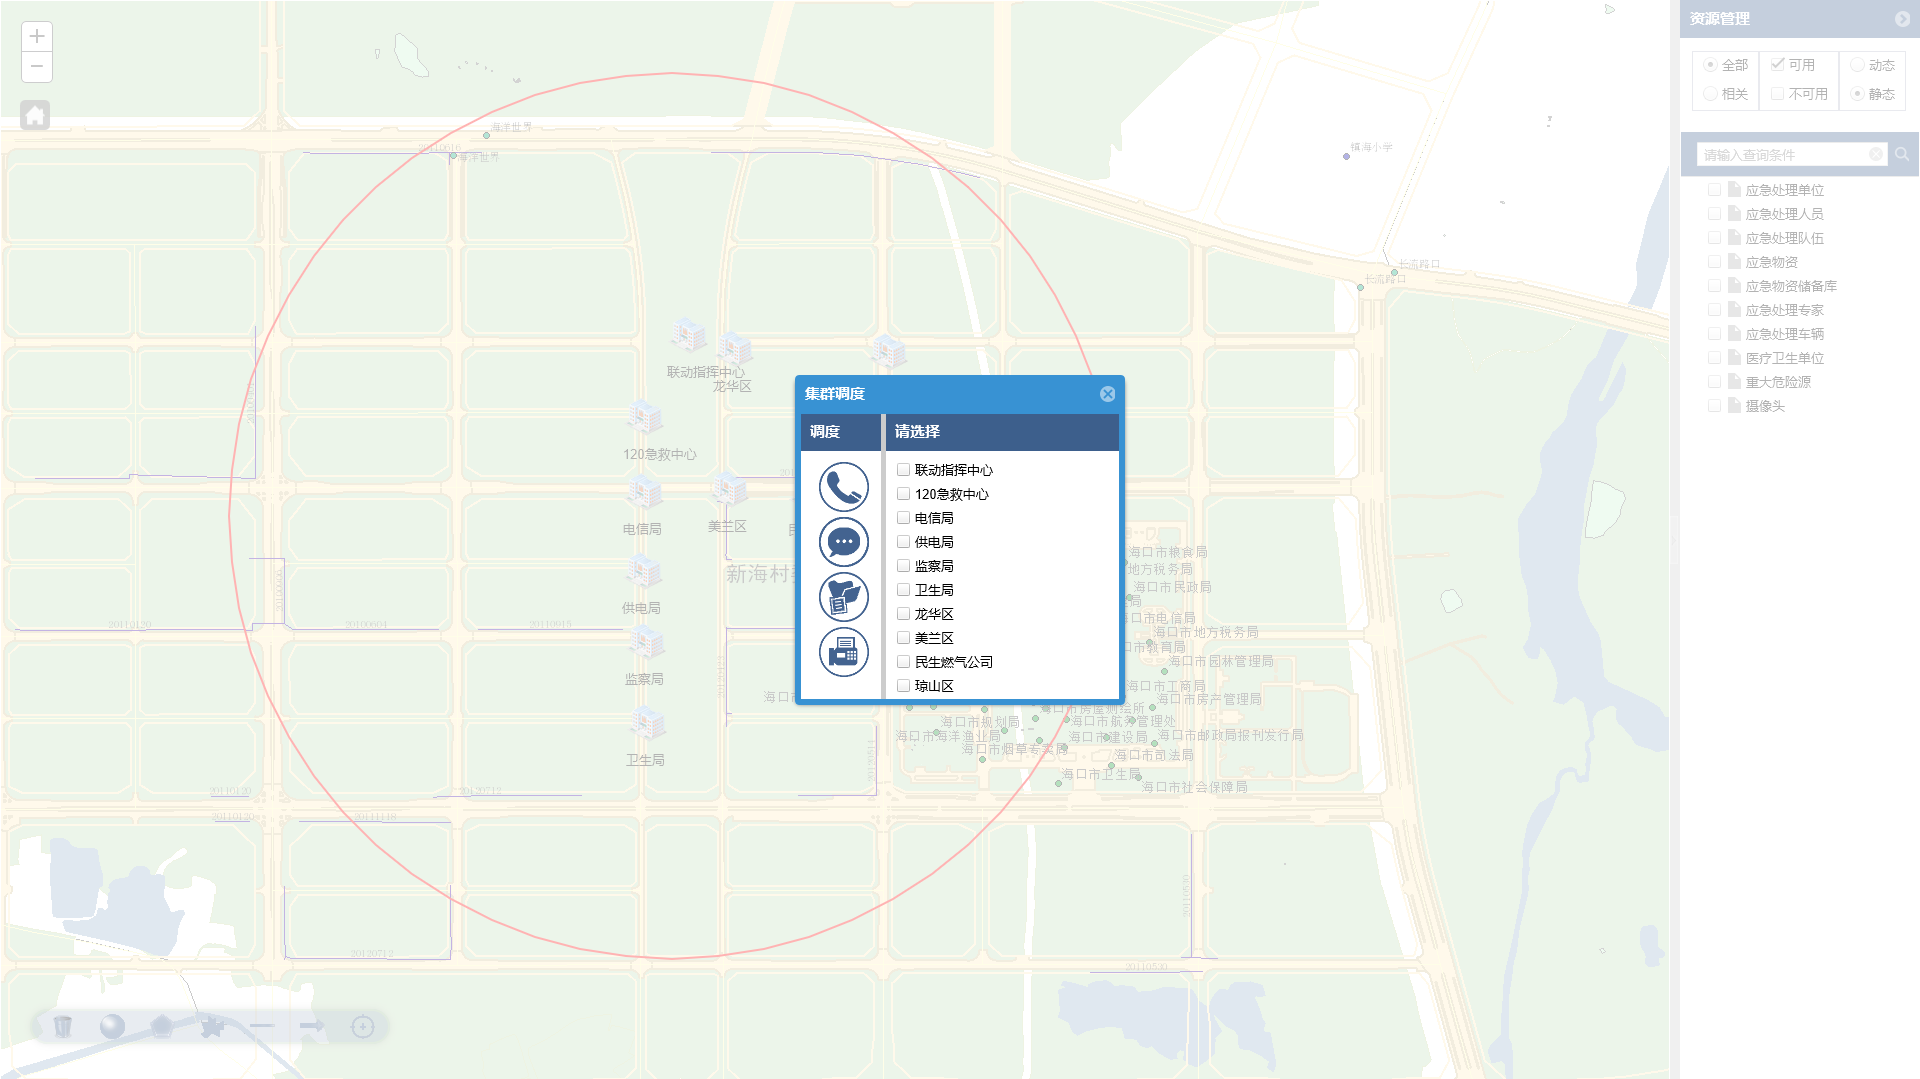 资源管理
全部
可用
动态
相关
不可用
静态
请输入查询条件
应急处理单位
应急处理人员
应急处理队伍
应急物资
应急物资储备库
应急处理专家
应急处理车辆
医疗卫生单位
重大危险源
摄像头
海洋世界
20110616
海洋世界
镇海小学
长流路口
长流路口
联动指挥中心
龙华区
120急救中心
电信局
美兰区
民
新海村
供电局
监察局
卫生局
集群调度
调度
请选择
联动指挥中心
120急救中心
电信局
供电局
监察局
卫生局
龙华区
美兰区
民生燃气公司
琼山区
海口市粮食局
地方税务局
海口市民政局
海口市电信局
海口市地方税务局
口市教育局
海口市园林管理局
海口市工商局
海口市房产管理局
海口市房屋测绘所
海口市规划局
海口市航务管理处
海口市海洋渔业局
海口市建设局
海口市邮政局报刊发行局
海口市烟草专卖局
海口市司法局
海口市卫生局
海口市社会保障局
20110120
20100604
20110915
20110120
20120712
20110120
20111118
20120712
20110530
20110530